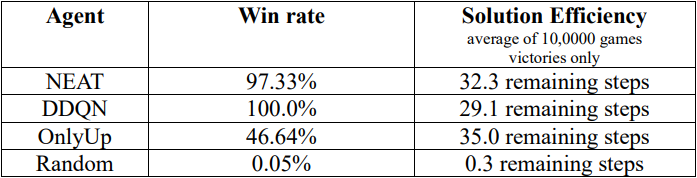 Agent Win rate Solution Efficiency
average of 10,0000 games
victories only
NEAT 97.33% 32.3 remaining steps
DDQN 100.0% 29.1 remaining steps
OnlyUp 46.64% 35.0 remaining steps
Random 0.05% 0.3 remaining steps